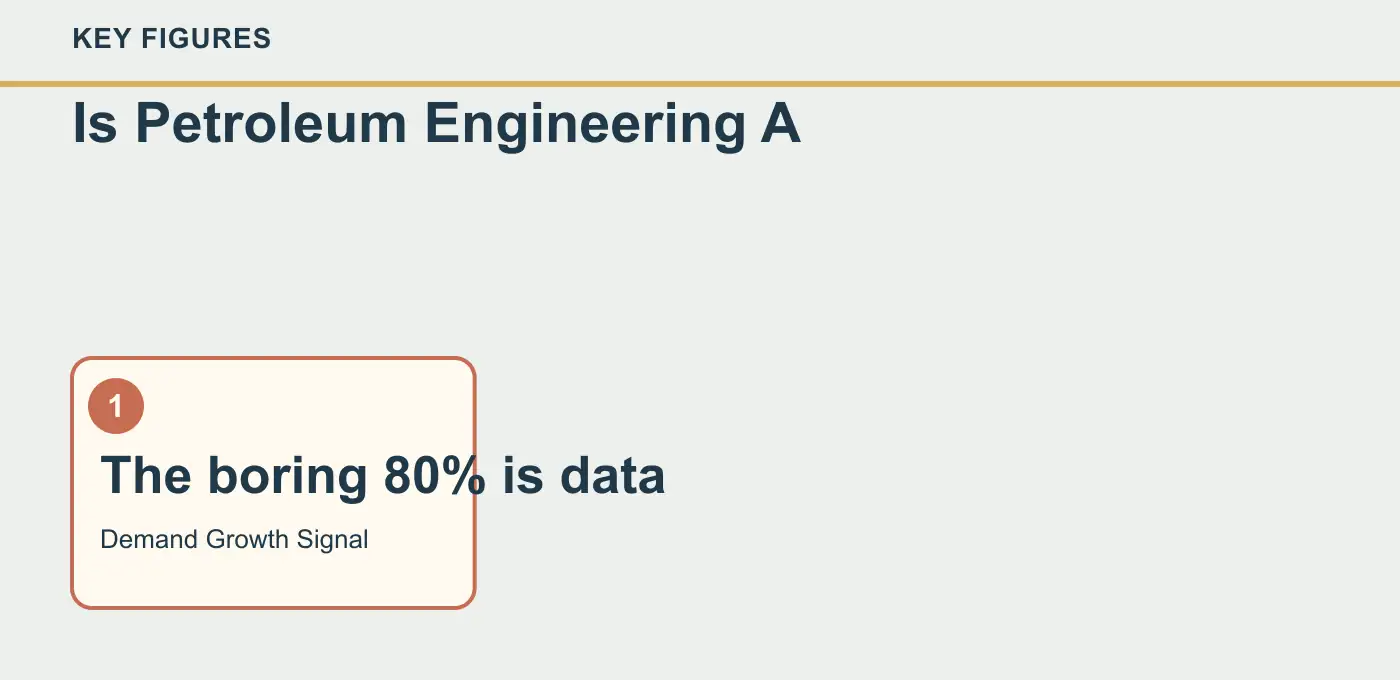 KEY FIGURES
Is Petroleum Engineering A
1
The boring 80% is data
Demand Growth Signal